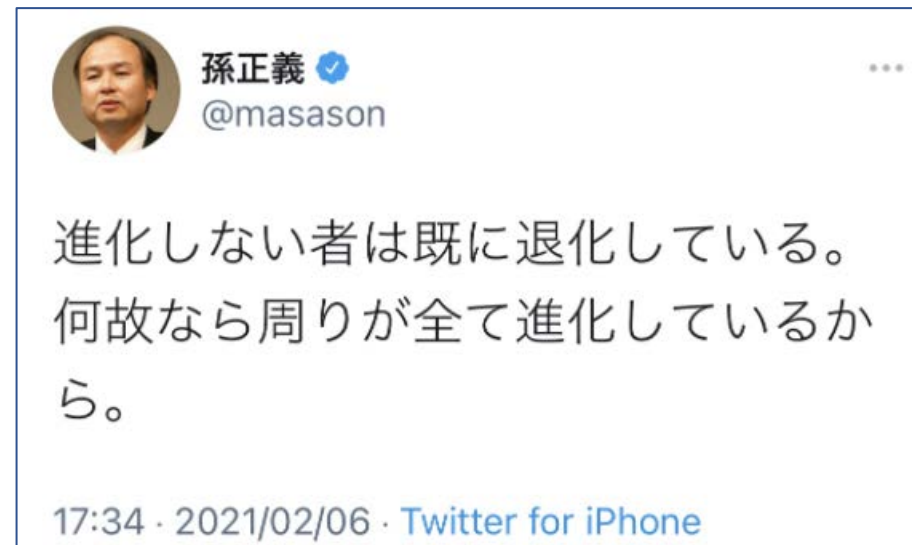 孫正義
@masason
進化しない者は既に退化している。
何故なら周りが全て進化しているか
ら。
17:34 · 2021/02/06 · Twitter for iPhone